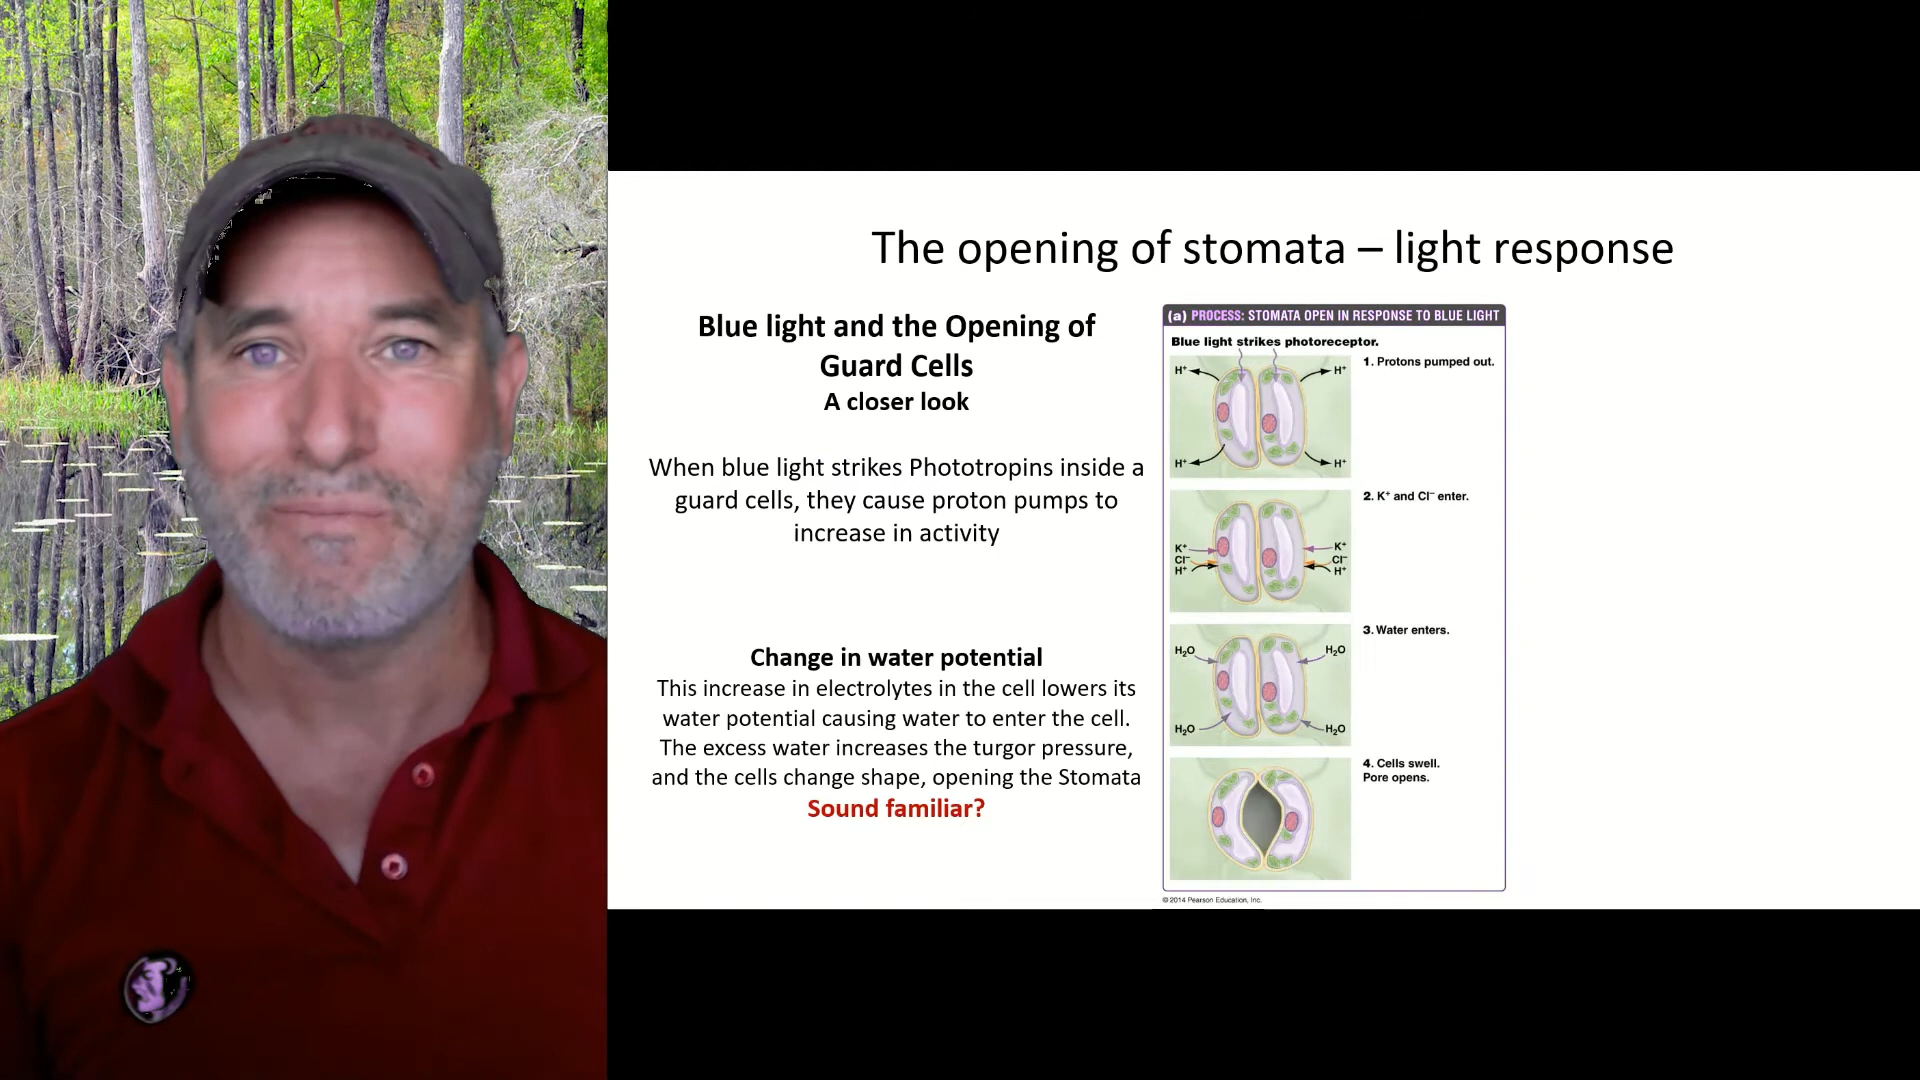 The opening of stomata – light response
Blue light and the Opening of
Guard Cells
A closer look
When blue light strikes Phototropins inside a
guard cells, they cause proton pumps to
increase in activity
Change in water potential
This increase in electrolytes in the cell lowers its
water potential causing water to enter the cell.
The excess water increases the turgor pressure,
and the cells change shape, opening the Stomata
Sound familiar?
(a) PROCESS: STOMATA OPEN IN RESPONSE TO BLUE LIGHT
Blue light strikes photoreceptor.
1. Protons pumped out.
H⁺ H⁺
H⁺ H⁺
2. K⁺ and Cl⁻ enter.
K⁺ K⁺
Cl⁻ Cl⁻
H⁺ H⁺
3. Water enters.
H₂O H₂O
H₂O H₂O
4. Cells swell.
Pore opens.
© 2014 Pearson Education, Inc.